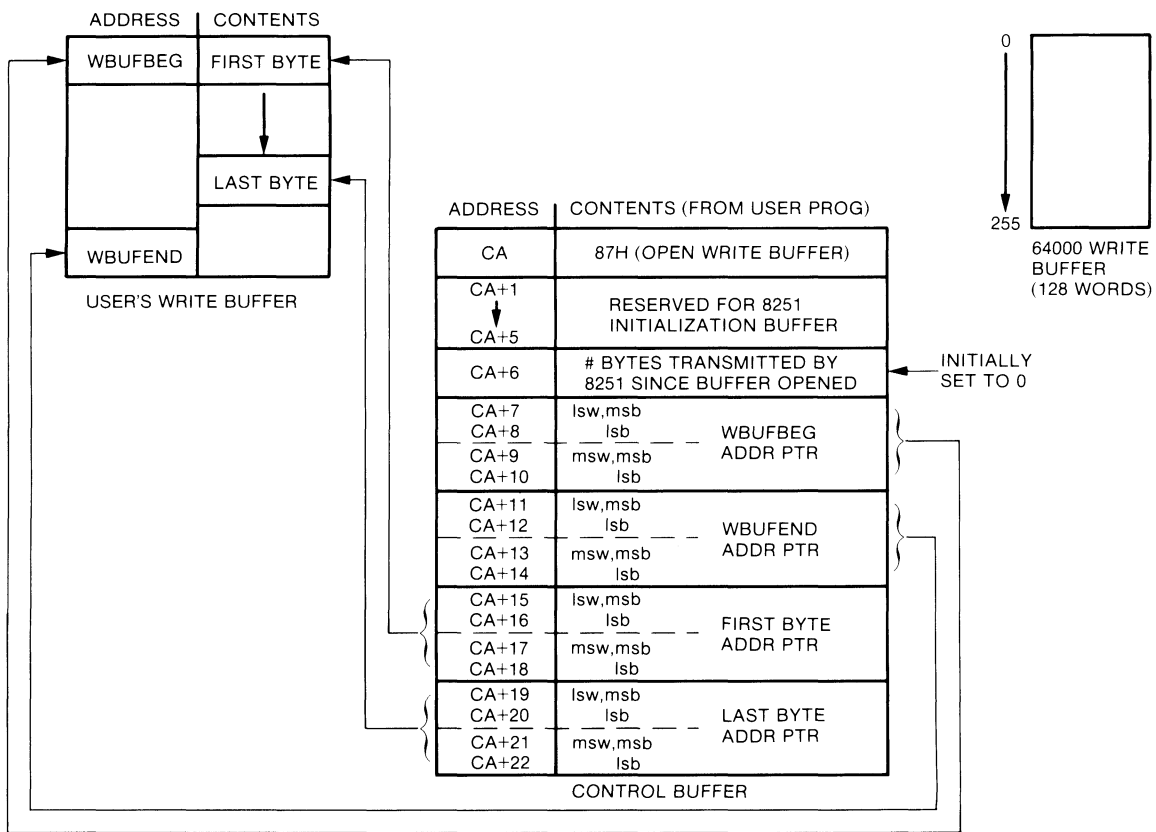 ADDRESS CONTENTS
WBUFBEG FIRST BYTE
LAST BYTE
WBUFEND
USER'S WRITE BUFFER
0
255
64000 WRITE
BUFFER
(128 WORDS)
ADDRESS CONTENTS (FROM USER PROG)
CA 87H (OPEN WRITE BUFFER)
CA+1
RESERVED FOR 8251
INITIALIZATION BUFFER
CA+5
CA+6 # BYTES TRANSMITTED BY
8251 SINCE BUFFER OPENED
INITIALLY
SET TO 0
CA+7 lsw,msb
CA+8 lsb WBUFBEG
CA+9 msw,msb ADDR PTR
CA+10 lsb
CA+11 lsw,msb
CA+12 lsb WBUFEND
CA+13 msw,msb ADDR PTR
CA+14 lsb
CA+15 lsw,msb
CA+16 lsb FIRST BYTE
CA+17 msw,msb ADDR PTR
CA+18 lsb
CA+19 lsw,msb
CA+20 lsb LAST BYTE
CA+21 msw,msb ADDR PTR
CA+22 lsb
CONTROL BUFFER